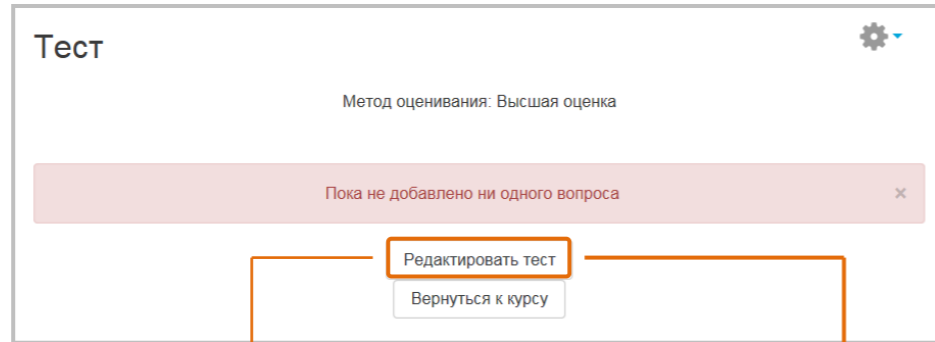 Тест
Метод оценивания: Высшая оценка
Пока не добавлено ни одного вопроса ×
Редактировать тест
Вернуться к курсу